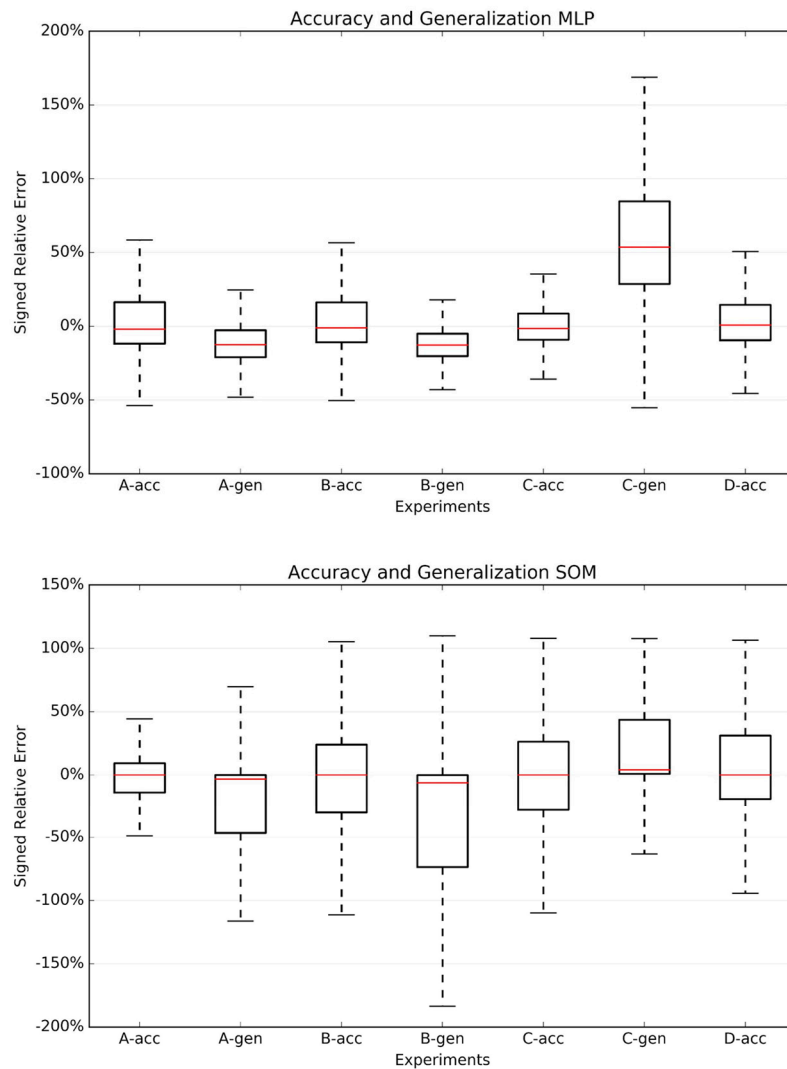 Accuracy and Generalization MLP
200%
150%
100%
50%
0%
-50%
-100%
Signed Relative Error
A-acc A-gen B-acc B-gen C-acc C-gen D-acc
Experiments
Accuracy and Generalization SOM
150%
100%
50%
0%
-50%
-100%
-150%
-200%
Signed Relative Error
A-acc A-gen B-acc B-gen C-acc C-gen D-acc
Experiments